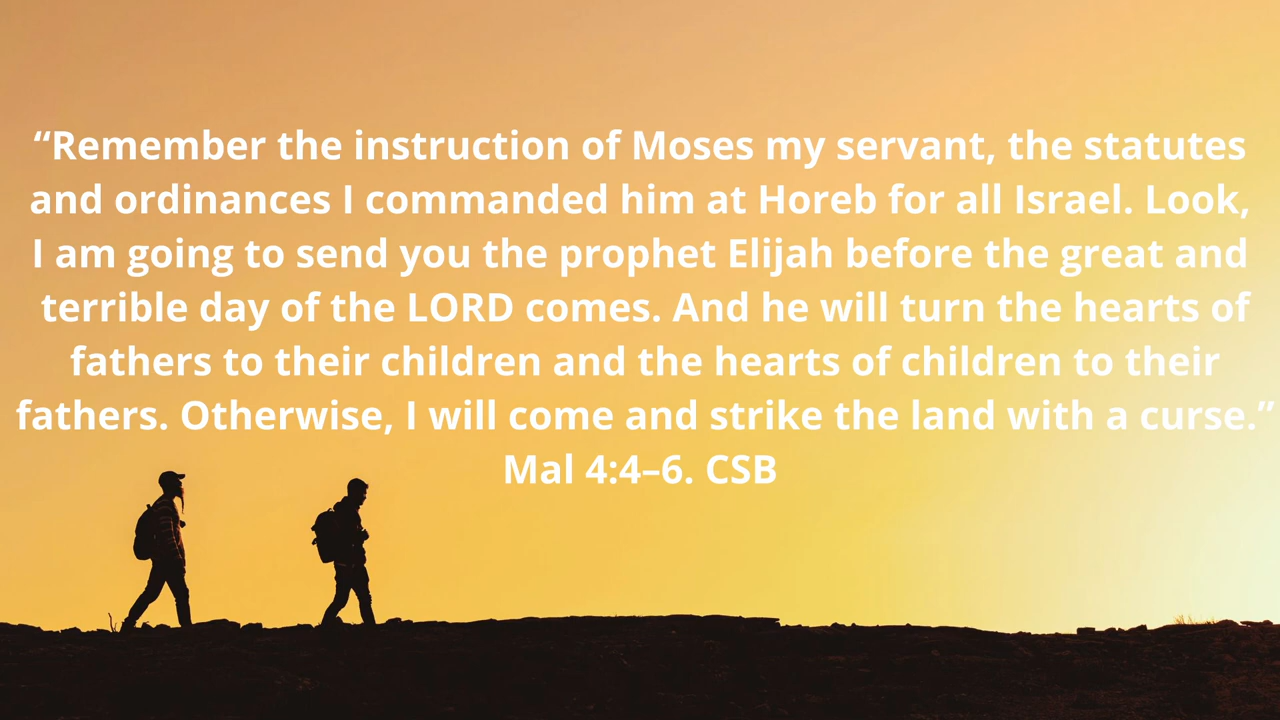 “Remember the instruction of Moses my servant, the statutes
and ordinances I commanded him at Horeb for all Israel. Look,
I am going to send you the prophet Elijah before the great and
terrible day of the LORD comes. And he will turn the hearts of
fathers to their children and the hearts of children to their
fathers. Otherwise, I will come and strike the land with a curse.”
Mal 4:4–6. CSB